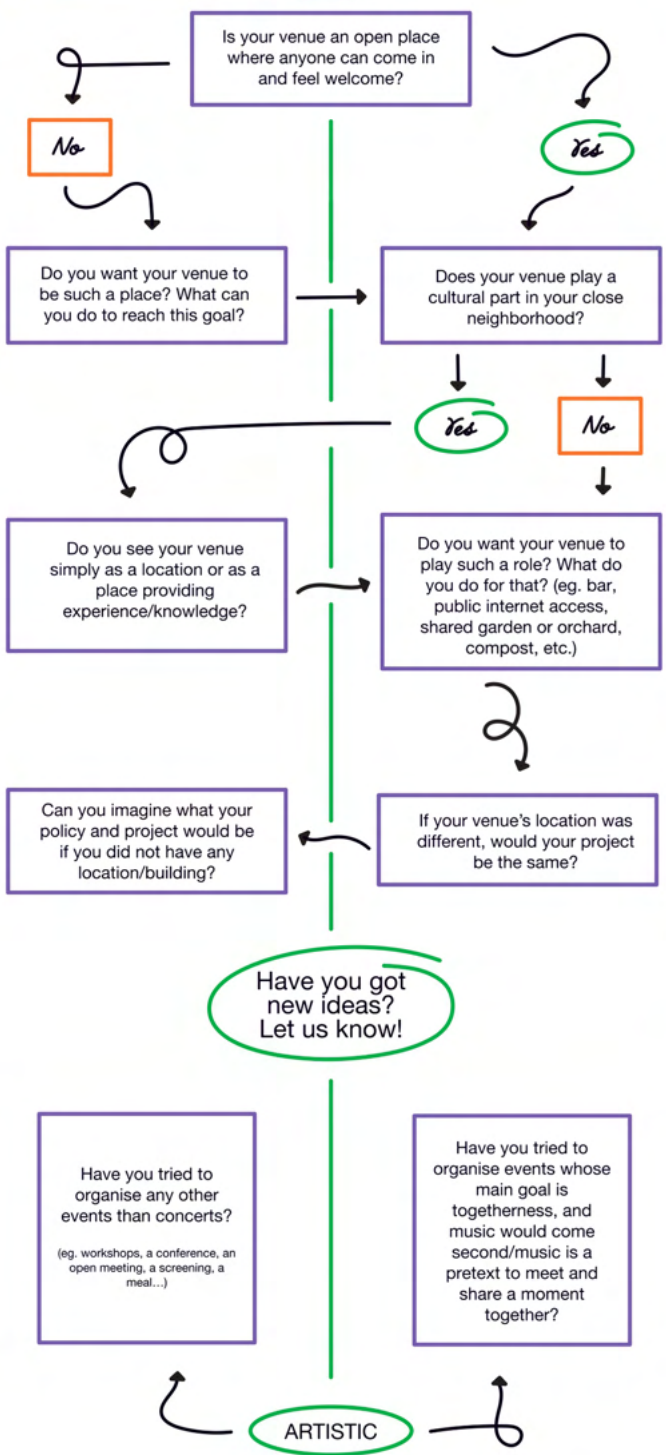 Is your venue an open place
where anyone can come in
and feel welcome?
No
Yes
Do you want your venue to
be such a place? What can
you do to reach this goal?
Does your venue play a
cultural part in your close
neighborhood?
Yes
No
Do you see your venue
simply as a location or as a
place providing
experience/knowledge?
Do you want your venue to
play such a role? What do
you do for that? (eg. bar,
public internet access,
shared garden or orchard,
compost, etc.)
Can you imagine what your
policy and project would be
if you did not have any
location/building?
If your venue’s location was
different, would your project
be the same?
Have you got
new ideas?
Let us know!
Have you tried to
organise any other
events than concerts?
(eg. workshops, a conference, an
open meeting, a screening, a
meal...)
Have you tried to
organise events whose
main goal is
togetherness, and
music would come
second/music is a
pretext to meet and
share a moment
together?
ARTISTIC